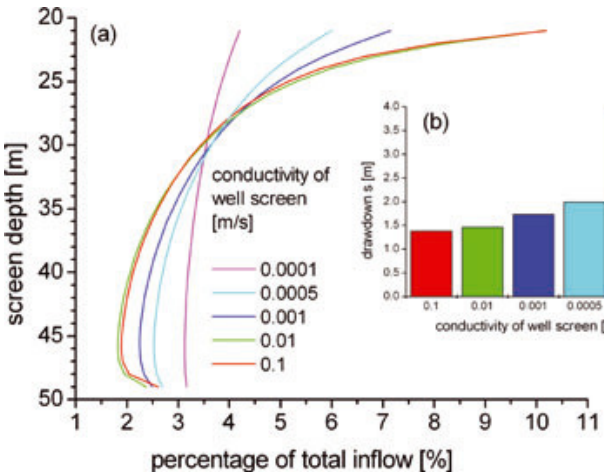 (a)
20
25
30
35
40
45
50
screen depth [m]
1 2 3 4 5 6 7 8 9 10 11
percentage of total inflow [%]
conductivity of
well screen
[m/s]
0.0001
0.0005
0.001
0.01
0.1
(b)
4.0
3.5
3.0
2.5
2.0
1.5
1.0
0.5
0.0
drawdown s [m]
0.1 0.01 0.001 0.0005
conductivity of well screen [